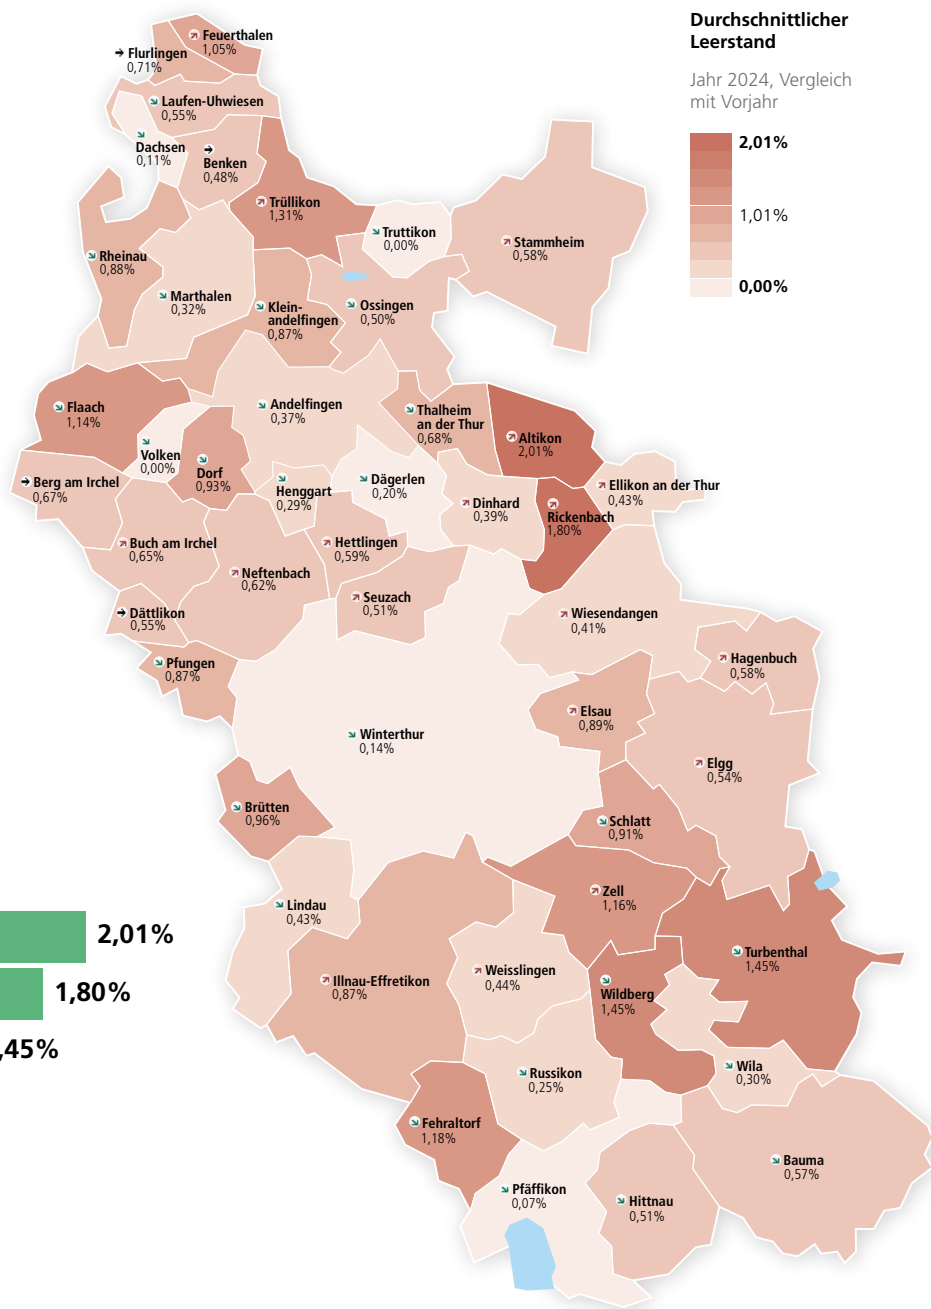 Durchschnittlicher
Leerstand
Jahr 2024, Vergleich
mit Vorjahr
2,01%
1,01%
0,00%
Feuerthalen
1,05%
Flurlingen
0,71%
Laufen-Uhwiesen
0,55%
Dachsen
0,11%
Benken
0,48%
Trüllikon
1,31%
Truttikon
0,00%
Stammheim
0,58%
Rheinau
0,88%
Marthalen
0,32%
Klein-
andelfingen
0,87%
Ossingen
0,50%
Flaach
1,14%
Andelfingen
0,37%
Thalheim
an der Thur
0,68%
Altikon
2,01%
Volken
0,00%
Dorf
0,93%
Berg am Irchel
0,67%
Henggart
0,29%
Dägerlen
0,20%
Dinhard
0,39%
Rickenbach
1,80%
Ellikon an der Thur
0,43%
Buch am Irchel
0,65%
Hettlingen
0,59%
Neftenbach
0,62%
Seuzach
0,51%
Dättlikon
0,55%
Wiesendangen
0,41%
Pfungen
0,87%
Hagenbuch
0,58%
Elsau
0,89%
Winterthur
0,14%
Elgg
0,54%
Brütten
0,96%
Schlatt
0,91%
Zell
1,16%
Lindau
0,43%
2,01%
1,80%
,45%
Turbenthal
1,45%
Illnau-Effretikon
0,87%
Weisslingen
0,44%
Wildberg
1,45%
Wila
0,30%
Russikon
0,25%
Fehraltorf
1,18%
Bauma
0,57%
Pfäffikon
0,07%
Hittnau
0,51%